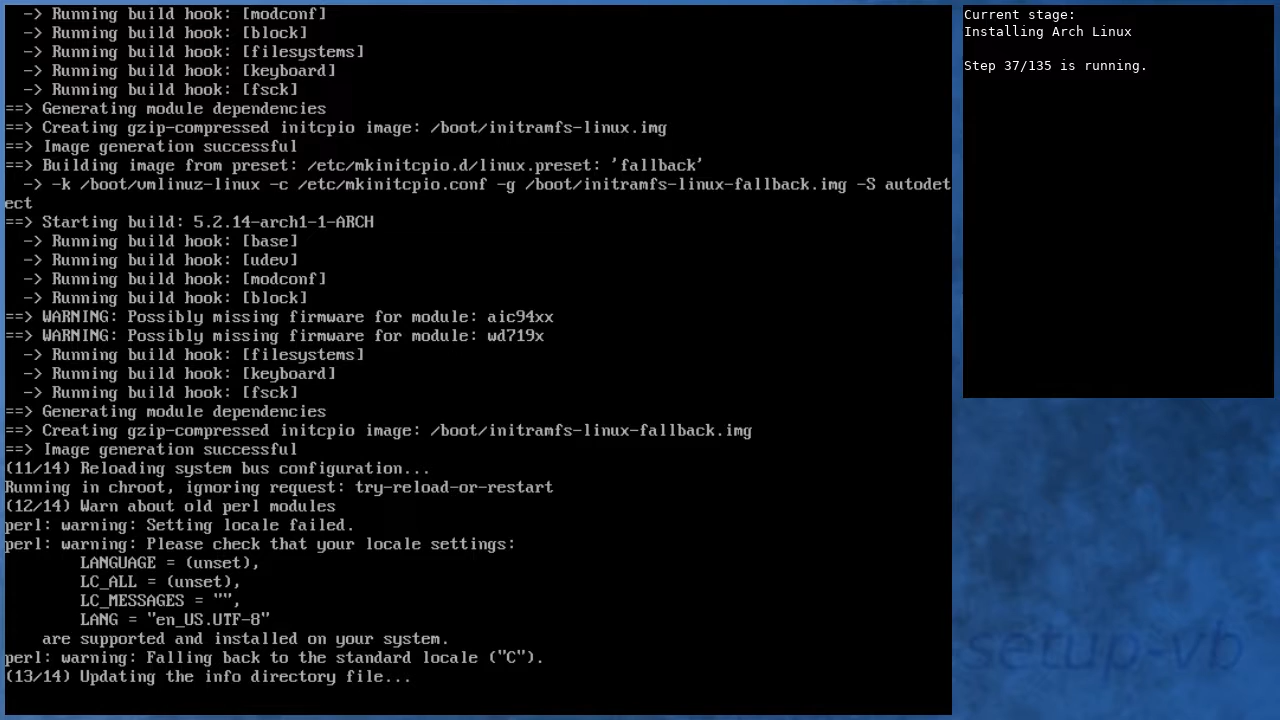 -> Running build hook: [modconf]
-> Running build hook: [block]
-> Running build hook: [filesystems]
-> Running build hook: [keyboard]
-> Running build hook: [fsck]
==> Generating module dependencies
==> Creating gzip-compressed initcpio image: /boot/initramfs-linux.img
==> Image generation successful
==> Building image from preset: /etc/mkinitcpio.d/linux.preset: 'fallback'
-> -k /boot/vmlinuz-linux -c /etc/mkinitcpio.conf -g /boot/initramfs-linux-fallback.img -S autodet
ect
==> Starting build: 5.2.14-arch1-1-ARCH
-> Running build hook: [base]
-> Running build hook: [udev]
-> Running build hook: [modconf]
-> Running build hook: [block]
==> WARNING: Possibly missing firmware for module: aic94xx
==> WARNING: Possibly missing firmware for module: wd719x
-> Running build hook: [filesystems]
-> Running build hook: [keyboard]
-> Running build hook: [fsck]
==> Generating module dependencies
==> Creating gzip-compressed initcpio image: /boot/initramfs-linux-fallback.img
==> Image generation successful
(11/14) Reloading system bus configuration...
Running in chroot, ignoring request: try-reload-or-restart
(12/14) Warn about old perl modules
perl: warning: Setting locale failed.
perl: warning: Please check that your locale settings:
LANGUAGE = (unset),
LC_ALL = (unset),
LC_MESSAGES = "",
LANG = "en_US.UTF-8"
are supported and installed on your system.
perl: warning: Falling back to the standard locale ("C").
(13/14) Updating the info directory file...
Current stage:
Installing Arch Linux
Step 37/135 is running.
setup-vb